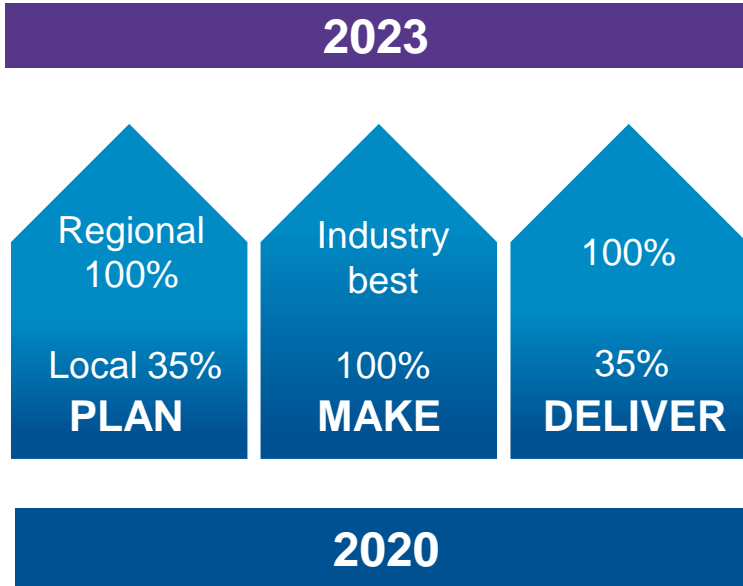 2023
Regional
100%
Local 35%
PLAN
Industry
best
100%
MAKE
100%
35%
DELIVER
2020